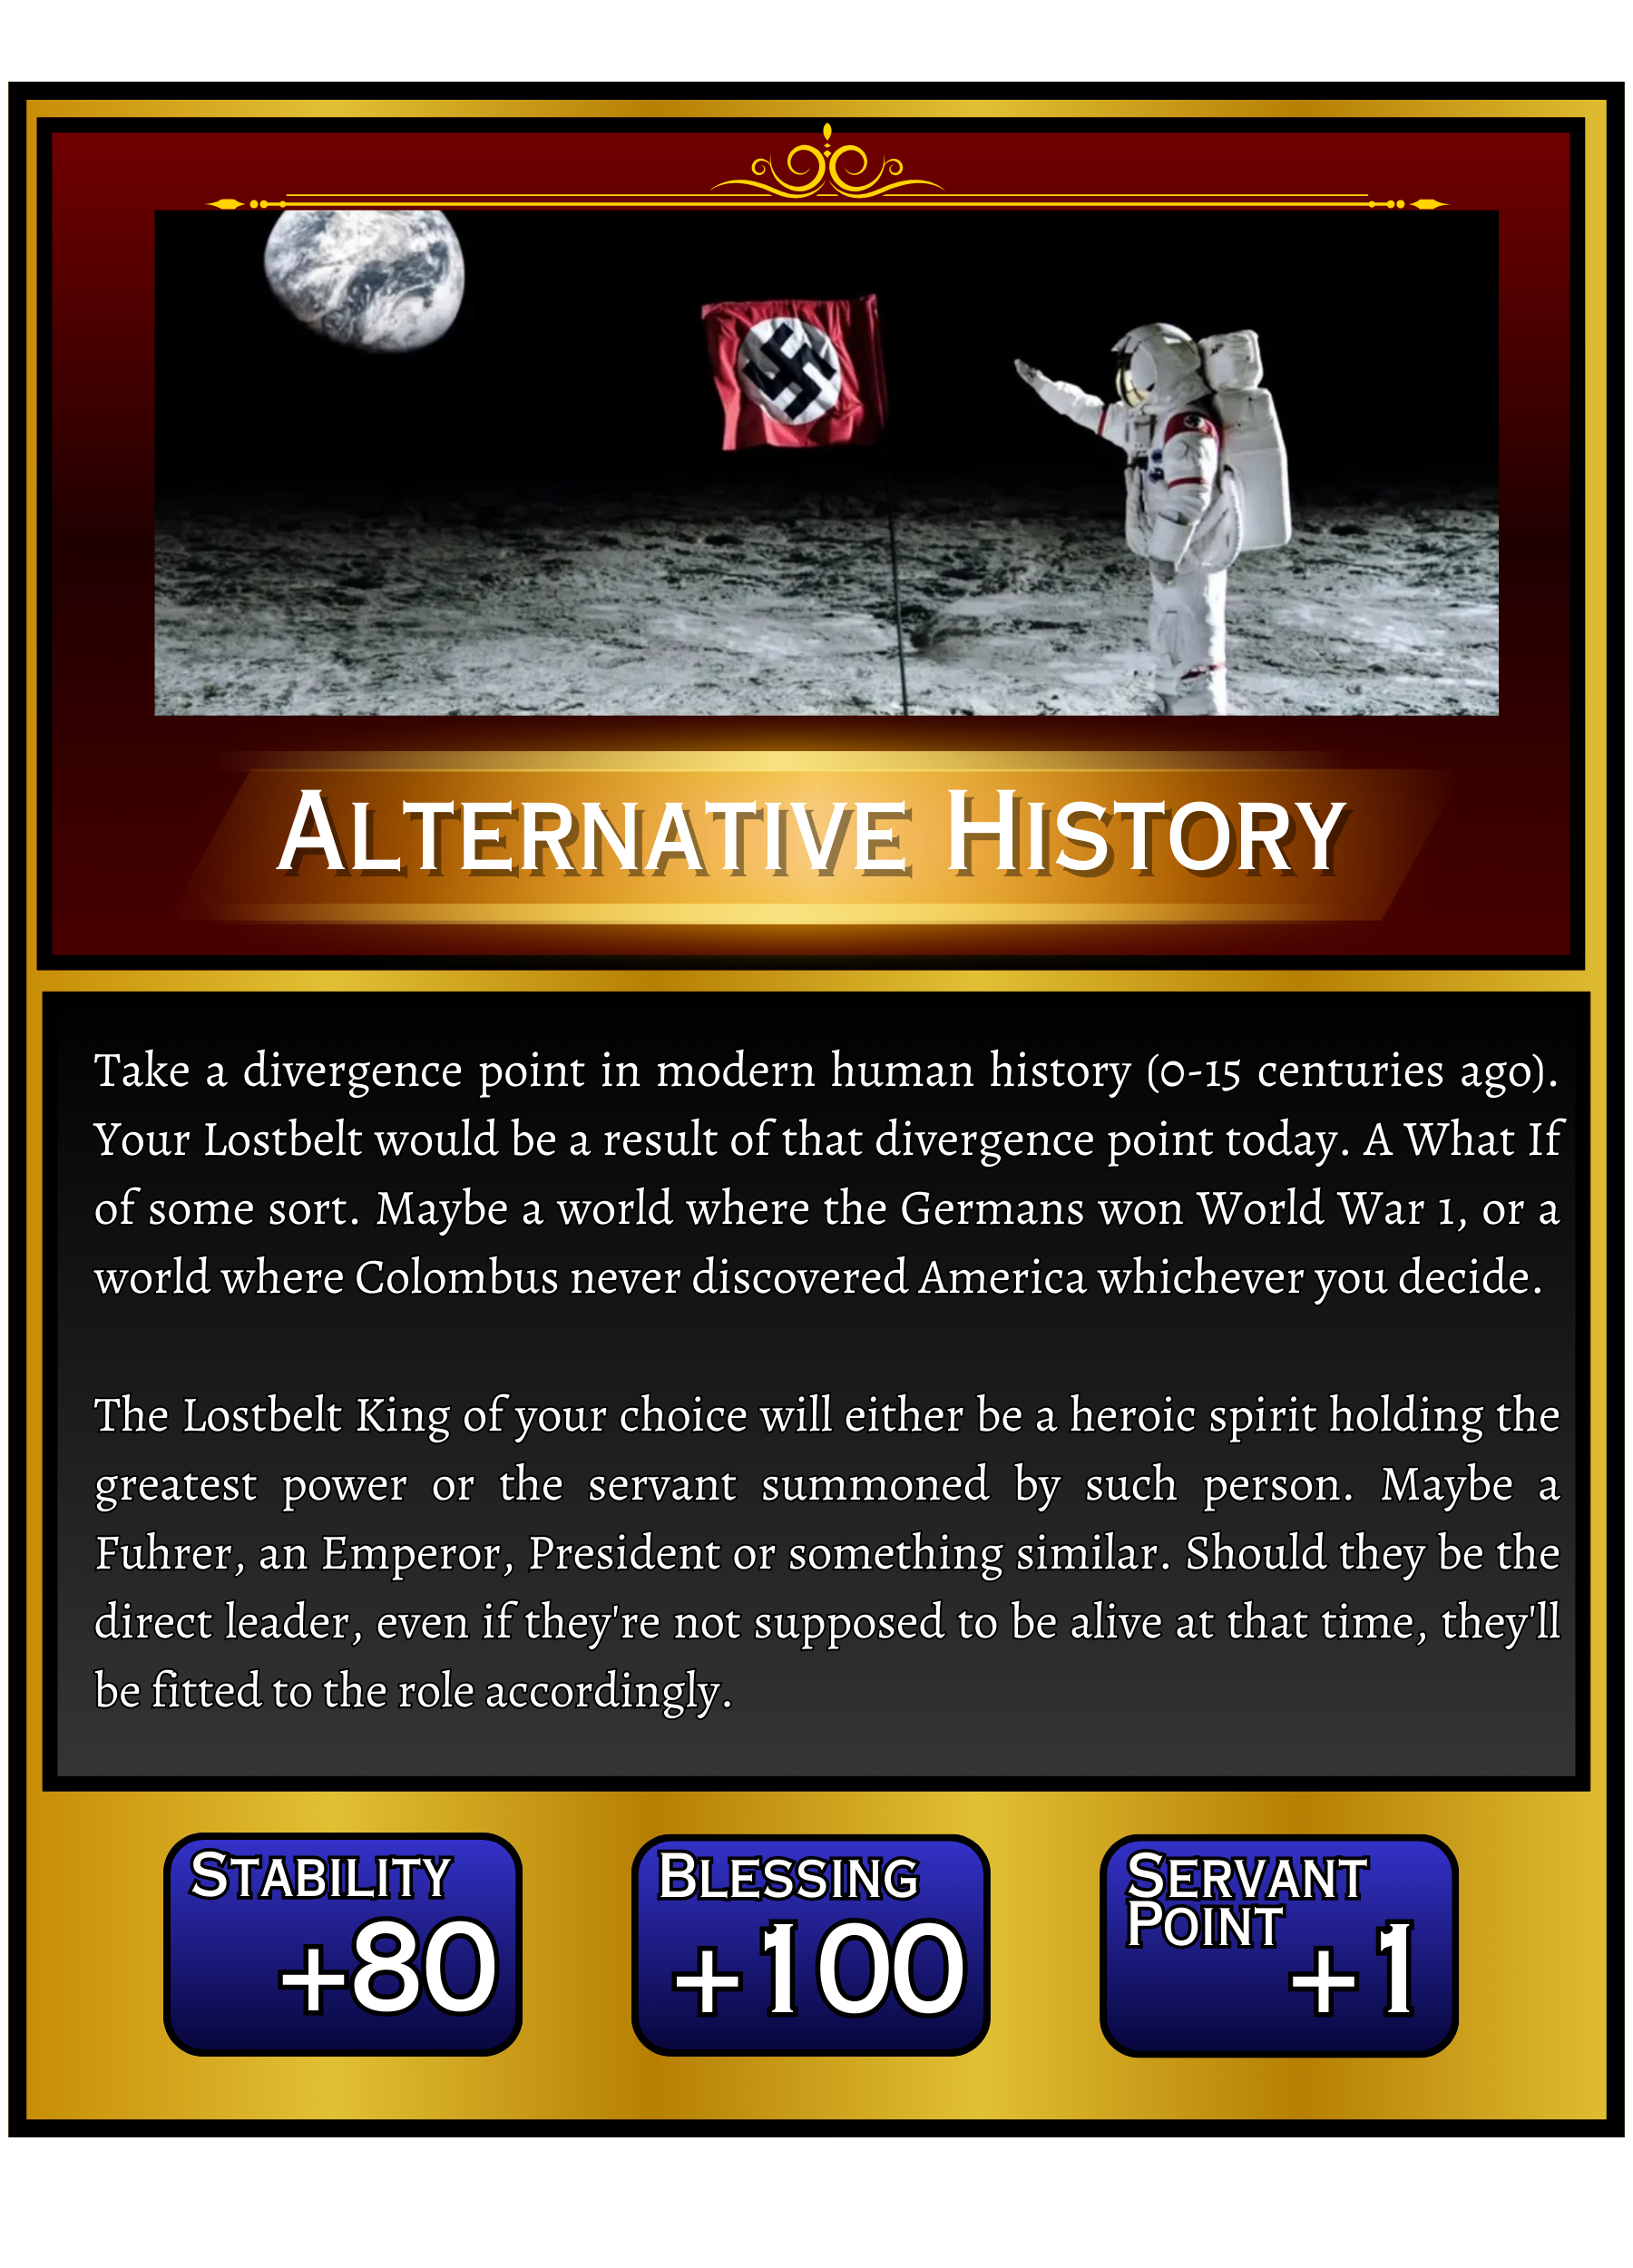 Alternative History
Take a divergence point in modern human history (0-15 centuries ago).
Your Lostbelt would be a result of that divergence point today. A What If
of some sort. Maybe a world where the Germans won World War 1, or a
world where Colombus never discovered America whichever you decide.
The Lostbelt King of your choice will either be a heroic spirit holding the
greatest power or the servant summoned by such person. Maybe a
Fuhrer, an Emperor, President or something similar. Should they be the
direct leader, even if they're not supposed to be alive at that time, they'll
be fitted to the role accordingly.
Stability
+80
Blessing
+100
Servant
Point
+1